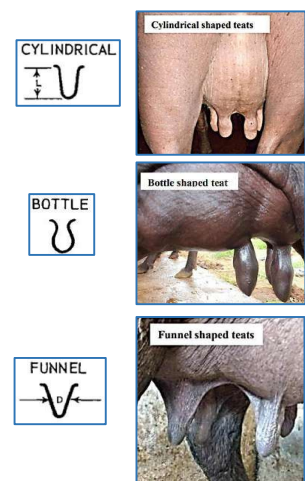 CYLINDRICAL
L
Cylindrical shaped teats
BOTTLE
Bottle shaped teat
FUNNEL
D
Funnel shaped teats